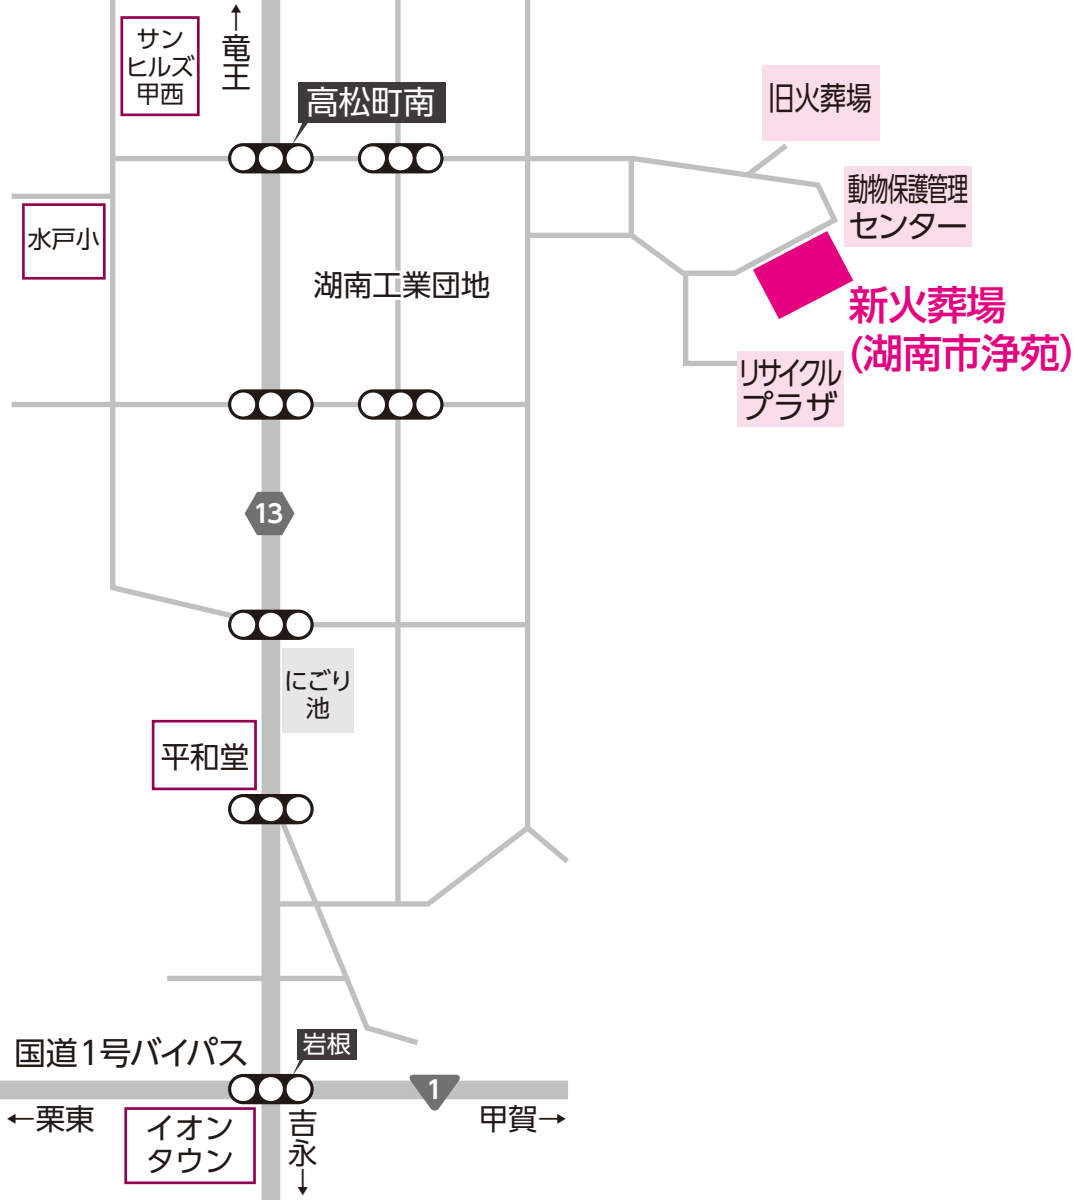 サン
ヒルズ
甲西
↑
竜王
高松町南
旧火葬場
動物保護管理
センター
水戸小
湖南工業団地
新火葬場
(湖南市浄苑)
リサイクル
プラザ
13
にごり
池
平和堂
国道1号バイパス
岩根
1
←栗東
イオン
タウン
吉永
↓
甲賀→